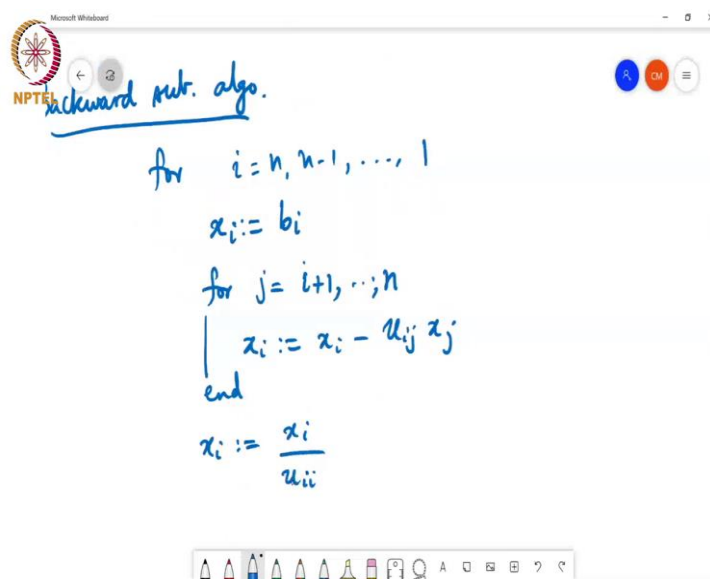 Microsoft Whiteboard
NPTEL
CM
backward sub. algo.
for i = n, n-1, ..., 1
x_i := b_i
for j = i+1, ..., n
x_i := x_i - u_ij x_j
end
x_i := x_i / u_ii